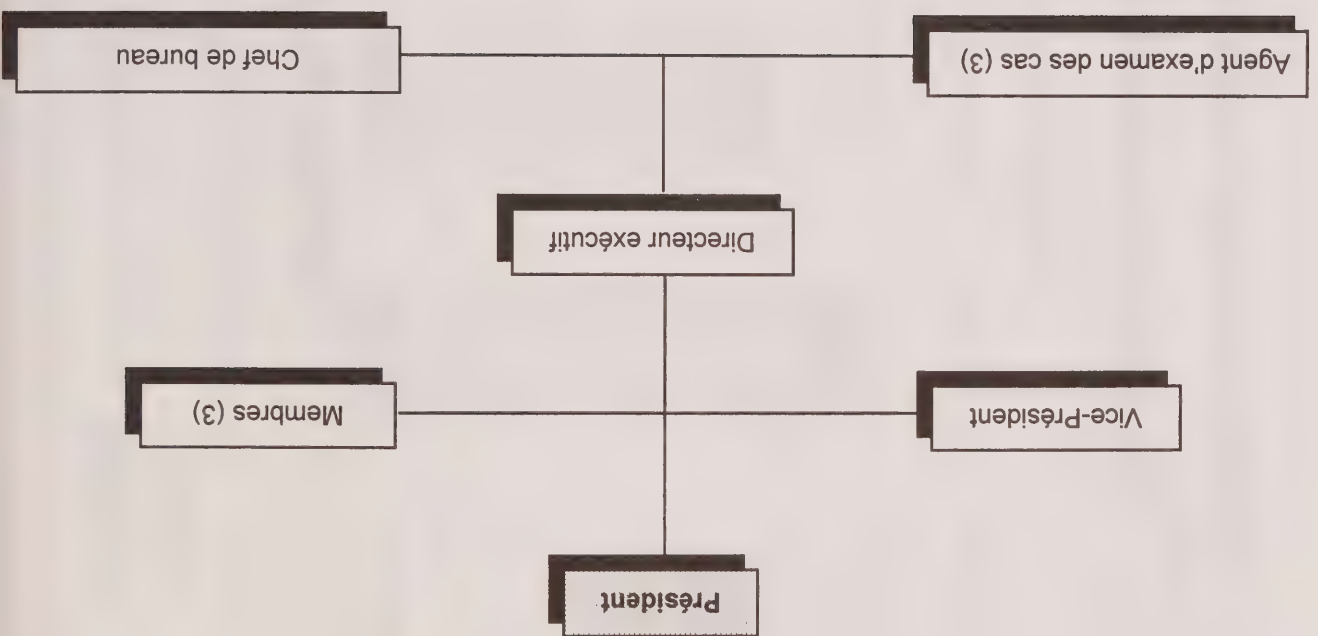 Président
Vice-Président
Membres (3)
Directeur exécutif
Agent d'examen des cas (3)
Chef de bureau